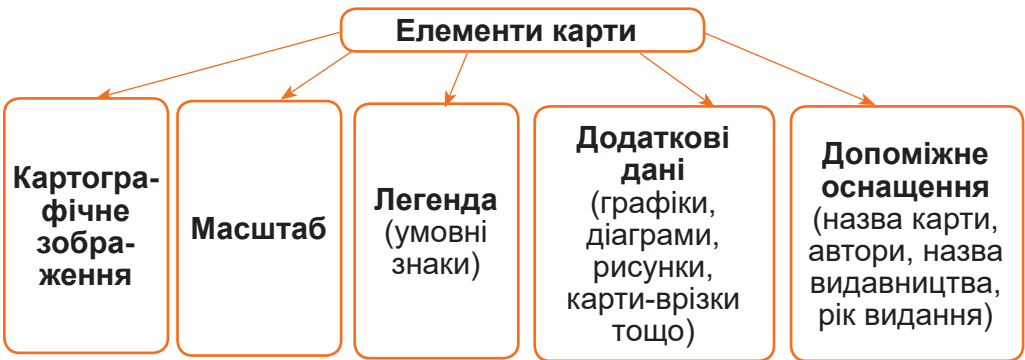 Елементи карти
Картогра-
фічне
зобра-
ження
Масштаб
Легенда
(умовні
знаки)
Додаткові
дані
(графіки,
діаграми,
рисунки,
карти-врізки
тощо)
Допоміжне
оснащення
(назва карти,
автори, назва
видавництва,
рік видання)